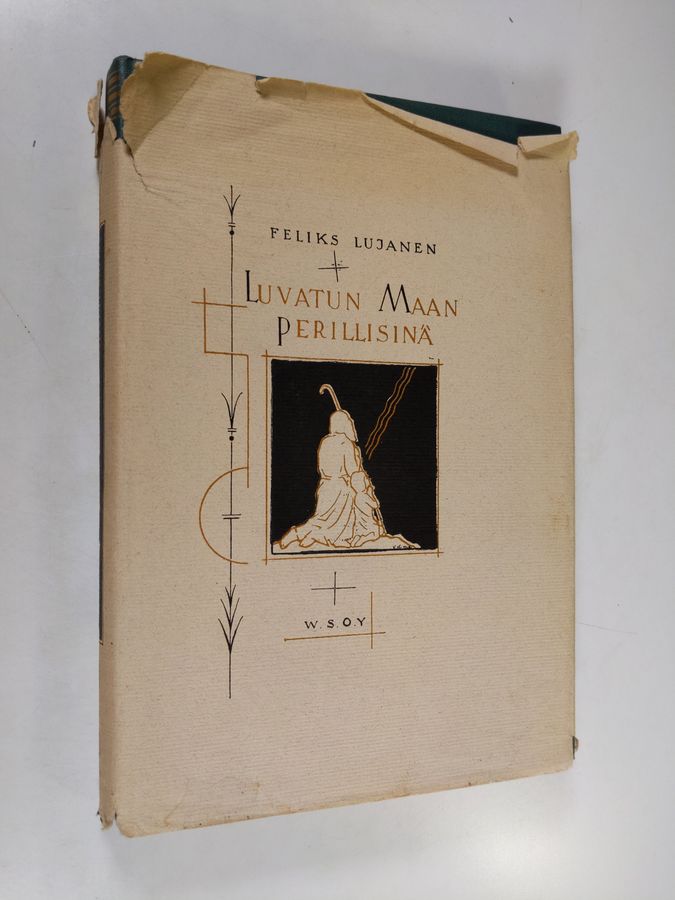 FELIKS LUJANEN
LUVATUN MAAN
PERILLISINÄ
W.S.O.Y